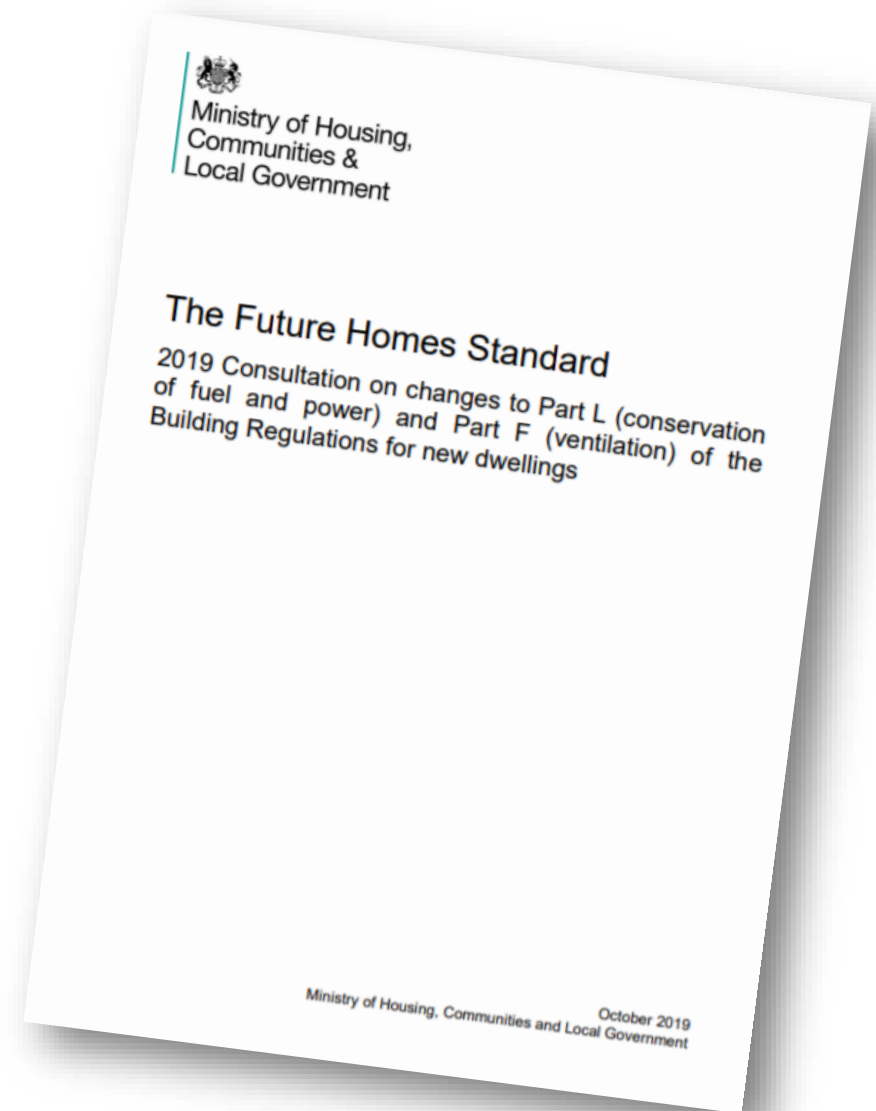 Ministry of Housing,
Communities &
Local Government
The Future Homes Standard
2019 Consultation on changes to Part L (conservation
of fuel and power) and Part F (ventilation) of the
Building Regulations for new dwellings
October 2019
Ministry of Housing, Communities and Local Government